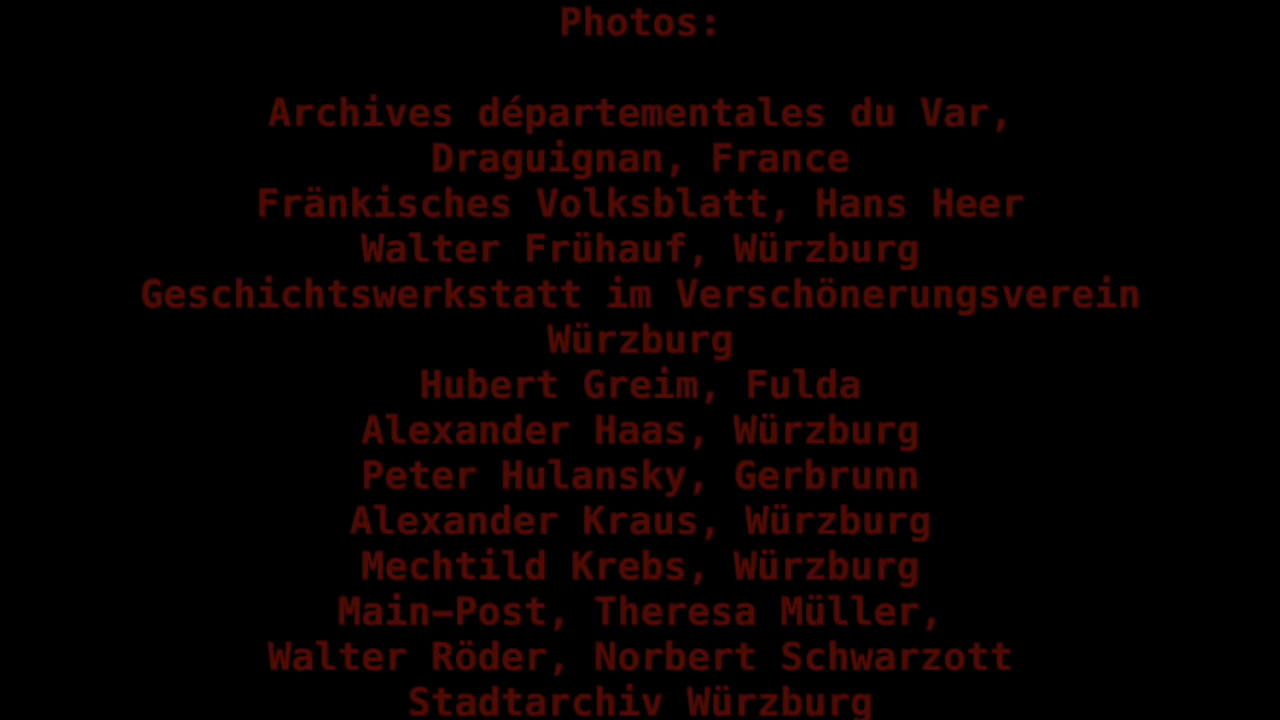 Photos:
Archives départementales du Var,
Draguignan, France
Fränkisches Volksblatt, Hans Heer
Walter Frühauf, Würzburg
Geschichtswerkstatt im Verschönerungsverein
Würzburg
Hubert Greim, Fulda
Alexander Haas, Würzburg
Peter Hulansky, Gerbrunn
Alexander Kraus, Würzburg
Mechtild Krebs, Würzburg
Main–Post, Theresa Müller,
Walter Röder, Norbert Schwarzott
Stadtarchiv Würzburg